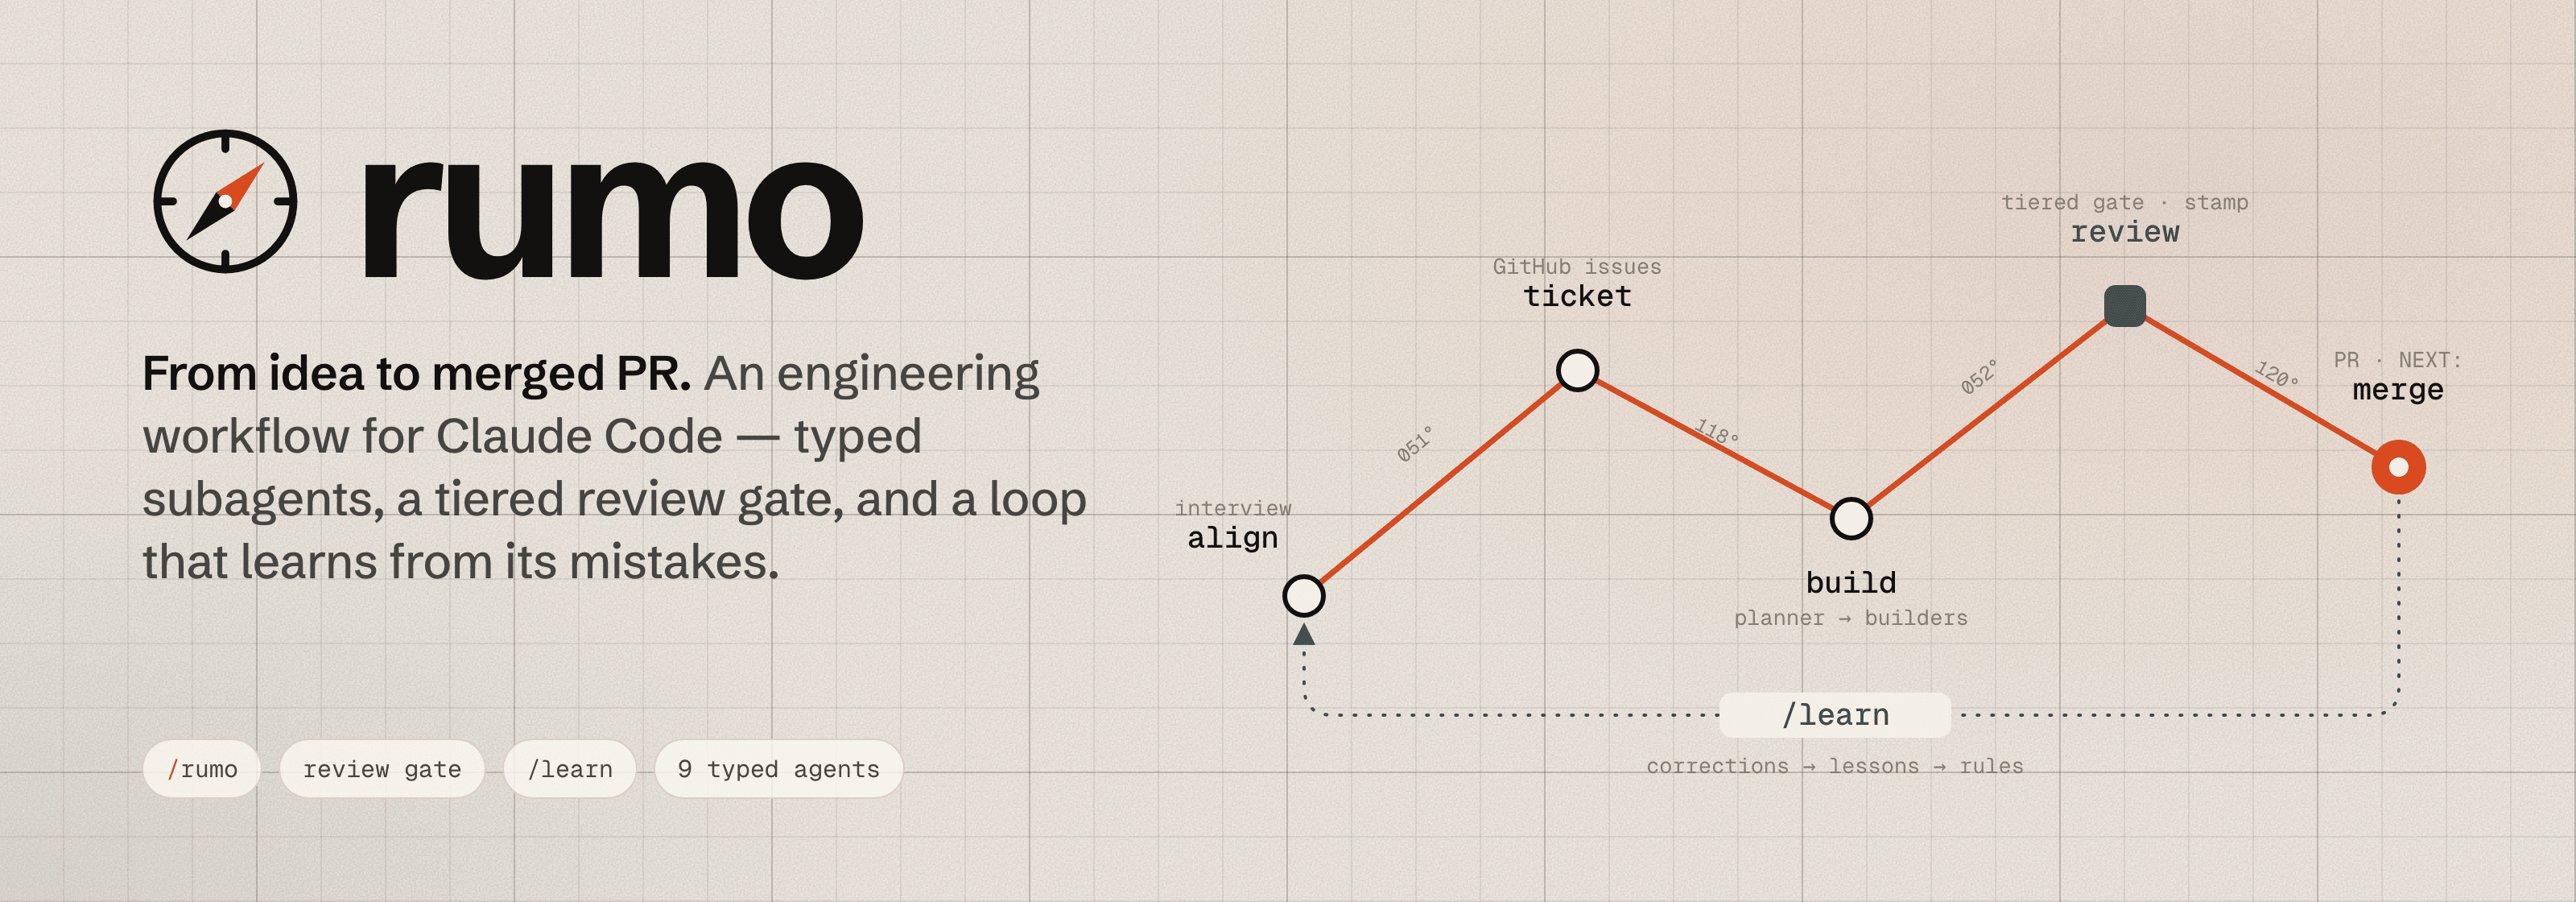 rumo
From idea to merged PR. An engineering
workflow for Claude Code — typed
subagents, a tiered review gate, and a loop
that learns from its mistakes.
/rumo
review gate
/learn
9 typed agents
interview
align
051°
GitHub issues
ticket
118°
build
planner → builders
052°
tiered gate · stamp
review
120°
PR · NEXT:
merge
/learn
corrections → lessons → rules